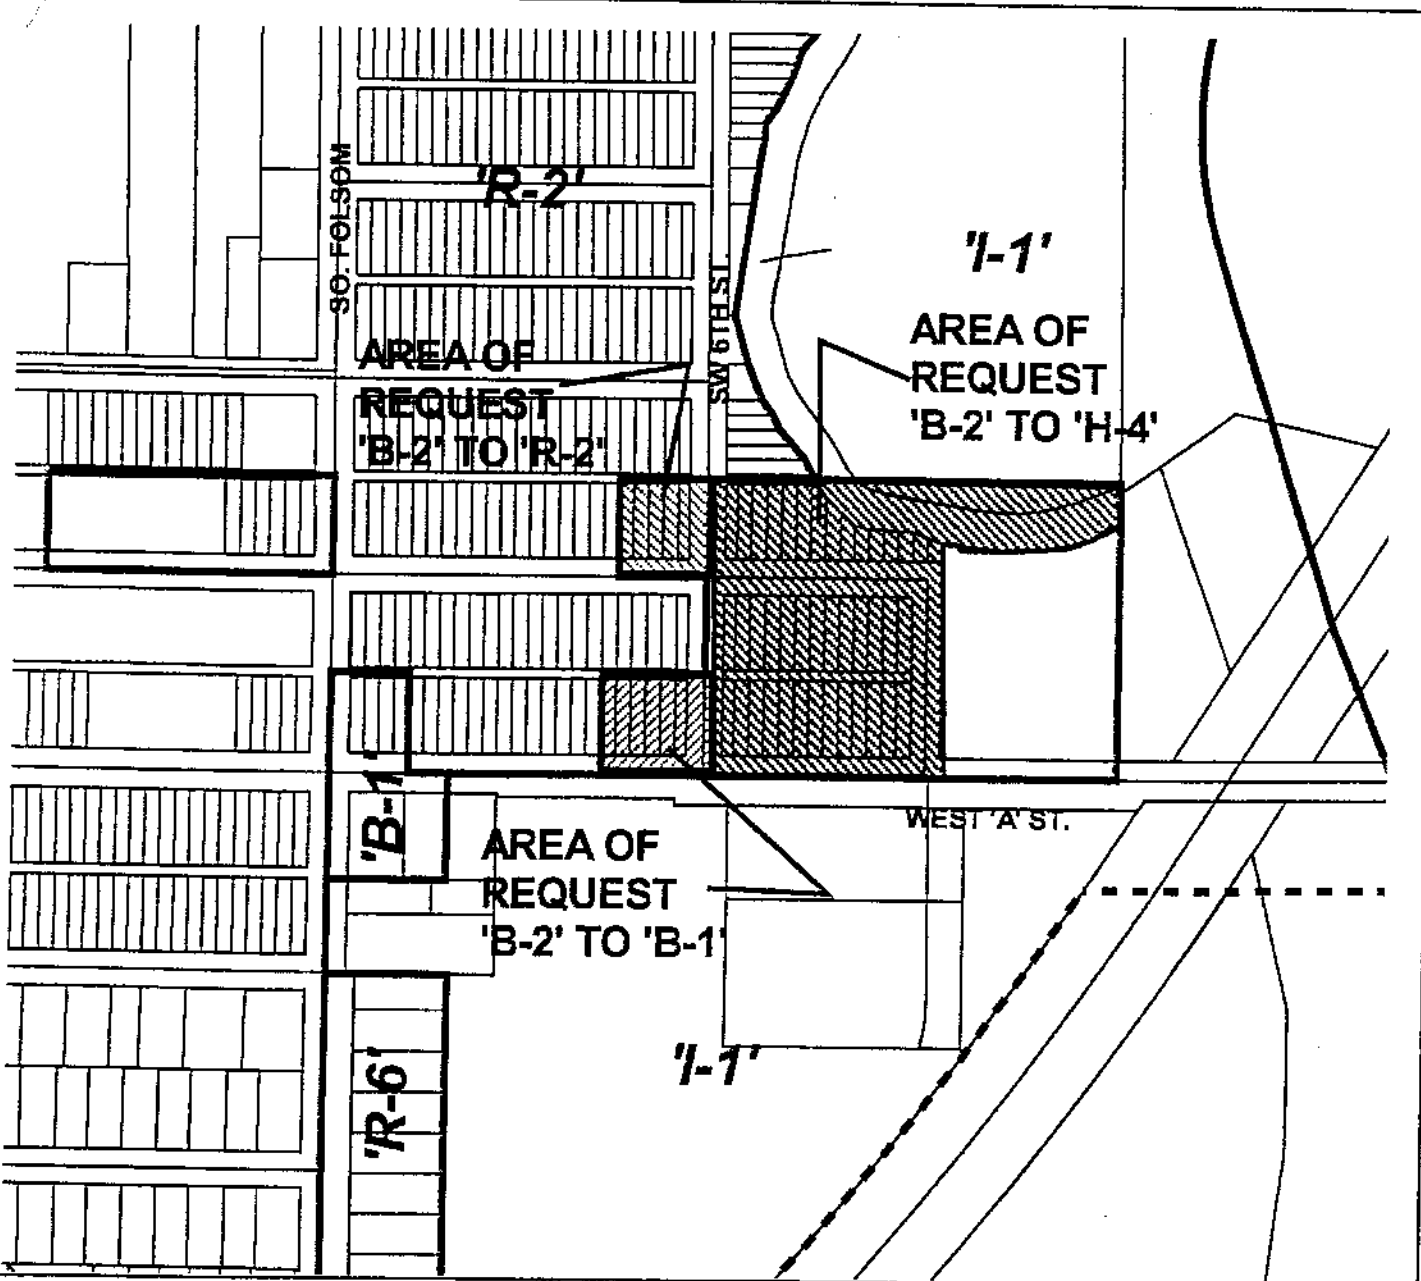 'R-2'
SO. FOLSOM
SW 6TH ST.
'I-1'
AREA OF
REQUEST
'B-2' TO 'H-4'
AREA OF
REQUEST
'B-2' TO 'R-2'
'B-1'
WEST 'A' ST.
AREA OF
REQUEST
'B-2' TO 'B-1'
'I-1'
'R-6'